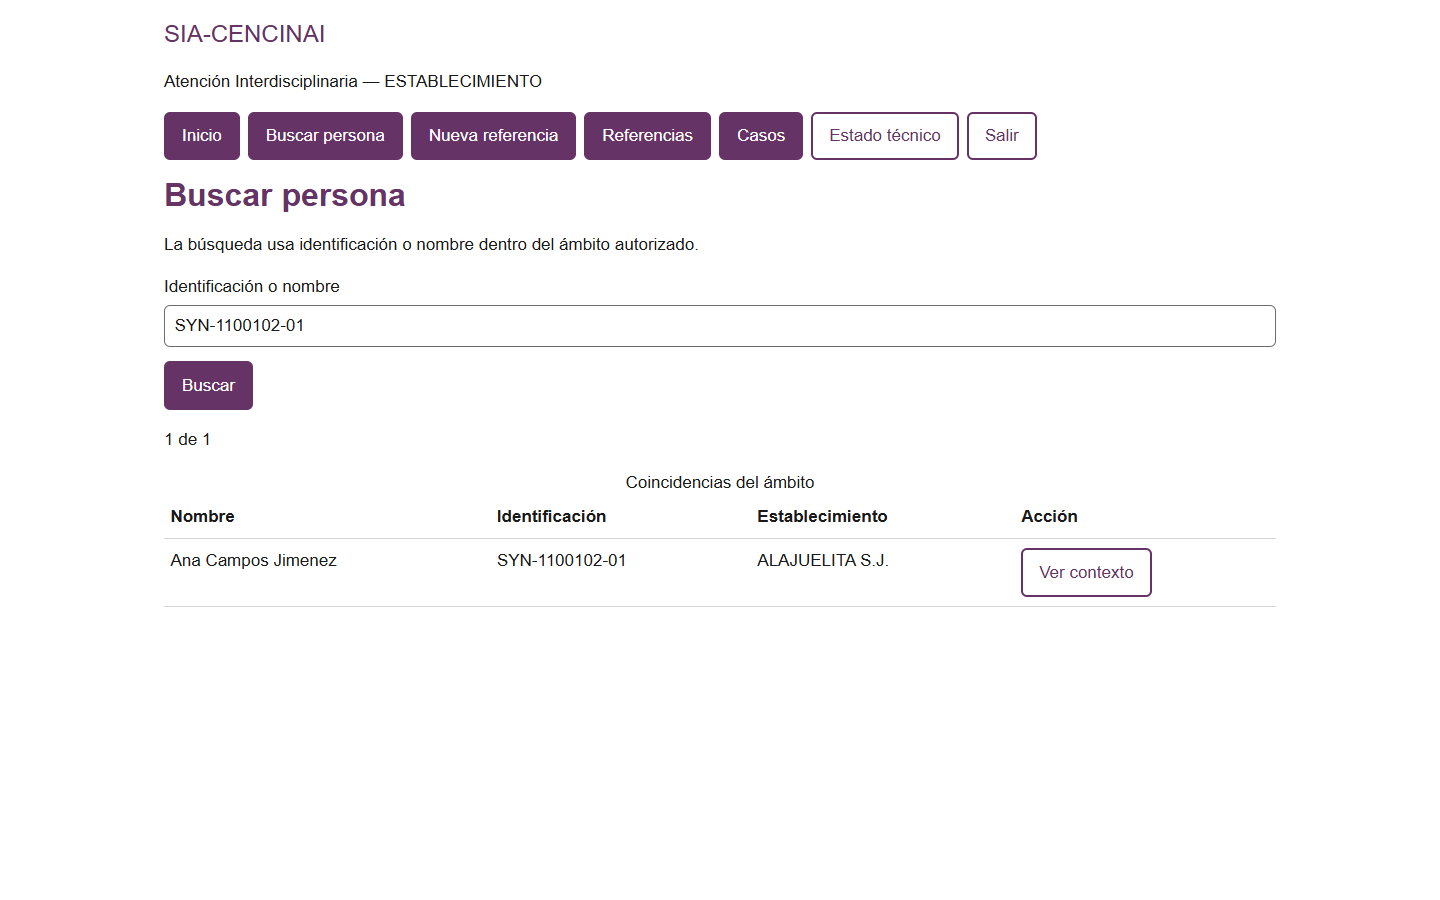 SIA-CENCINAI
Atención Interdisciplinaria — ESTABLECIMIENTO
Inicio Buscar persona Nueva referencia Referencias Casos Estado técnico Salir
Buscar persona
La búsqueda usa identificación o nombre dentro del ámbito autorizado.
Identificación o nombre
SYN-1100102-01
Buscar
1 de 1
Coincidencias del ámbito
Nombre Identificación Establecimiento Acción
Ana Campos Jimenez SYN-1100102-01 ALAJUELITA S.J. Ver contexto